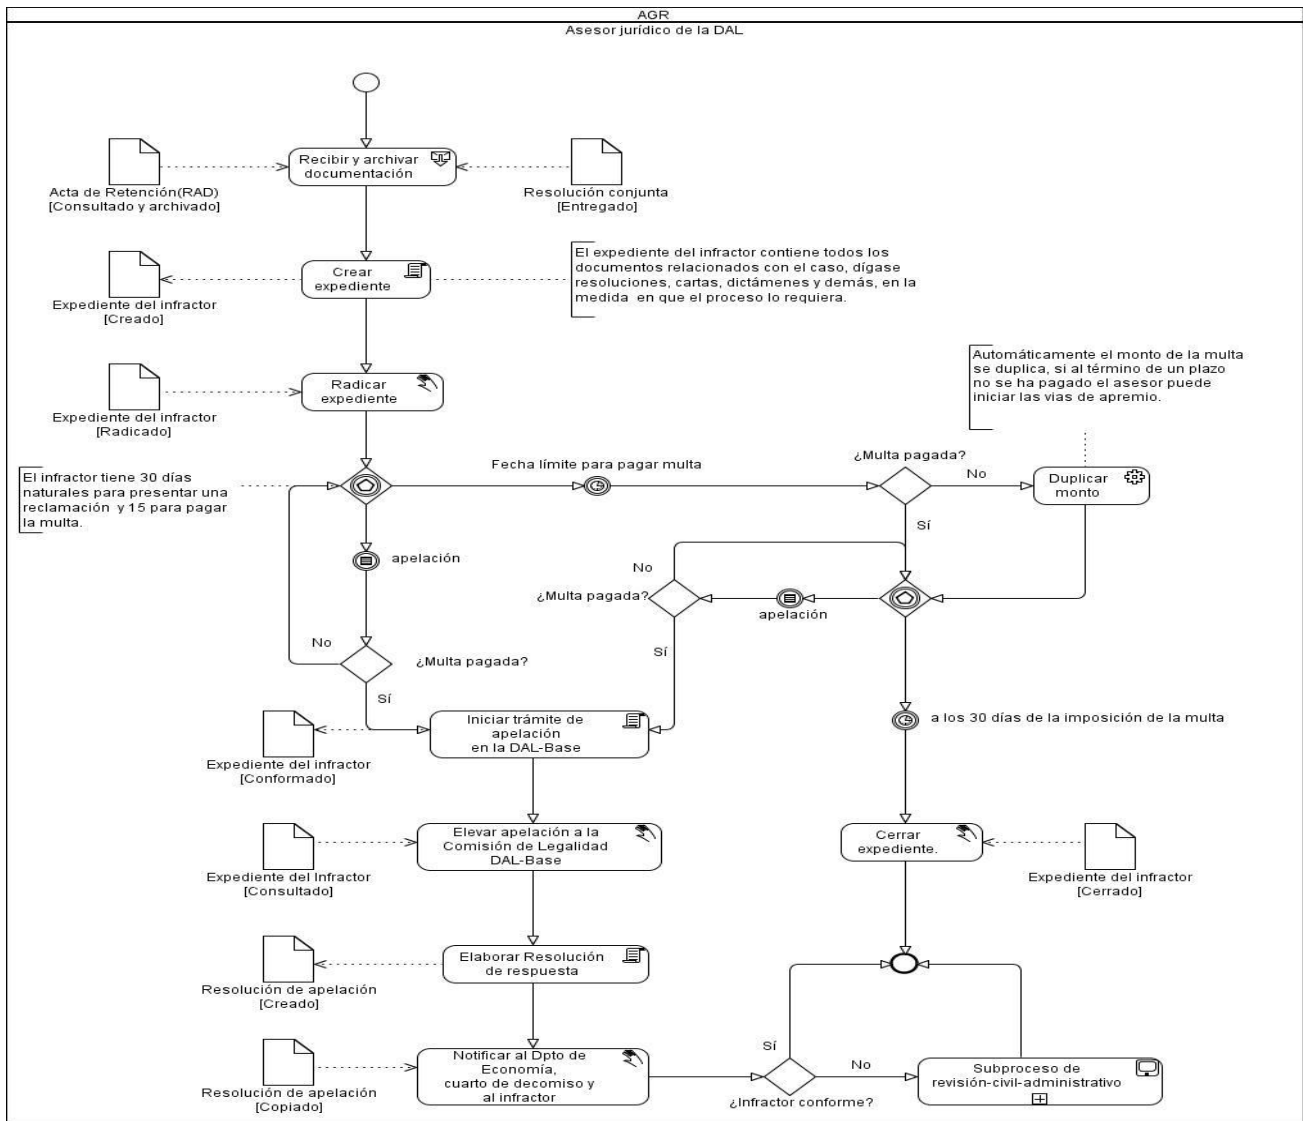 AGR
Asesor jurídico de la DAL
Recibir y archivar
documentación
Acta de Retención(RAD)
[Consultado y archivado]
Resolución conjunta
[Entregado]
Crear
expediente
El expediente del infractor contiene todos los
documentos relacionados con el caso, dígase
resoluciones, cartas, dictámenes y demás, en la
medida en que el proceso lo requiera.
Expediente del infractor
[Creado]
Radicar
expediente
Expediente del infractor
[Radicado]
Automáticamente el monto de la multa
se duplica, si al término de un plazo
no se ha pagado el asesor puede
iniciar las vias de apremio.
El infractor tiene 30 días
naturales para presentar una
reclamación y 15 para pagar
la multa.
Fecha límite para pagar multa
¿Multa pagada?
No
Duplicar
monto
Sí
apelación
No
¿Multa pagada?
apelación
Sí
No
¿Multa pagada?
Sí
Iniciar trámite de
apelación
en la DAL-Base
a los 30 días de la imposición de la multa
Expediente del infractor
[Conformado]
Elevar apelación a la
Comisión de Legalidad
DAL-Base
Cerrar
expediente.
Expediente del Infractor
[Consultado]
Expediente del infractor
[Cerrado]
Elaborar Resolución
de respuesta
Resolución de apelación
[Creado]
Notificar al Dpto de
Economía,
cuarto de decomiso y
al infractor
Sí
No
Subproceso de
revisión-civil-administrativo
¿Infractor conforme?
Resolución de apelación
[Copiado]